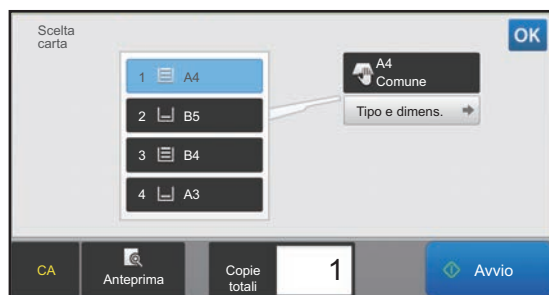 Scelta
carta
OK
1 A4
2 B5
3 B4
4 A3
A4
Comune
Tipo e dimens.
CA
Anteprima
Copie
totali
1
Avvio